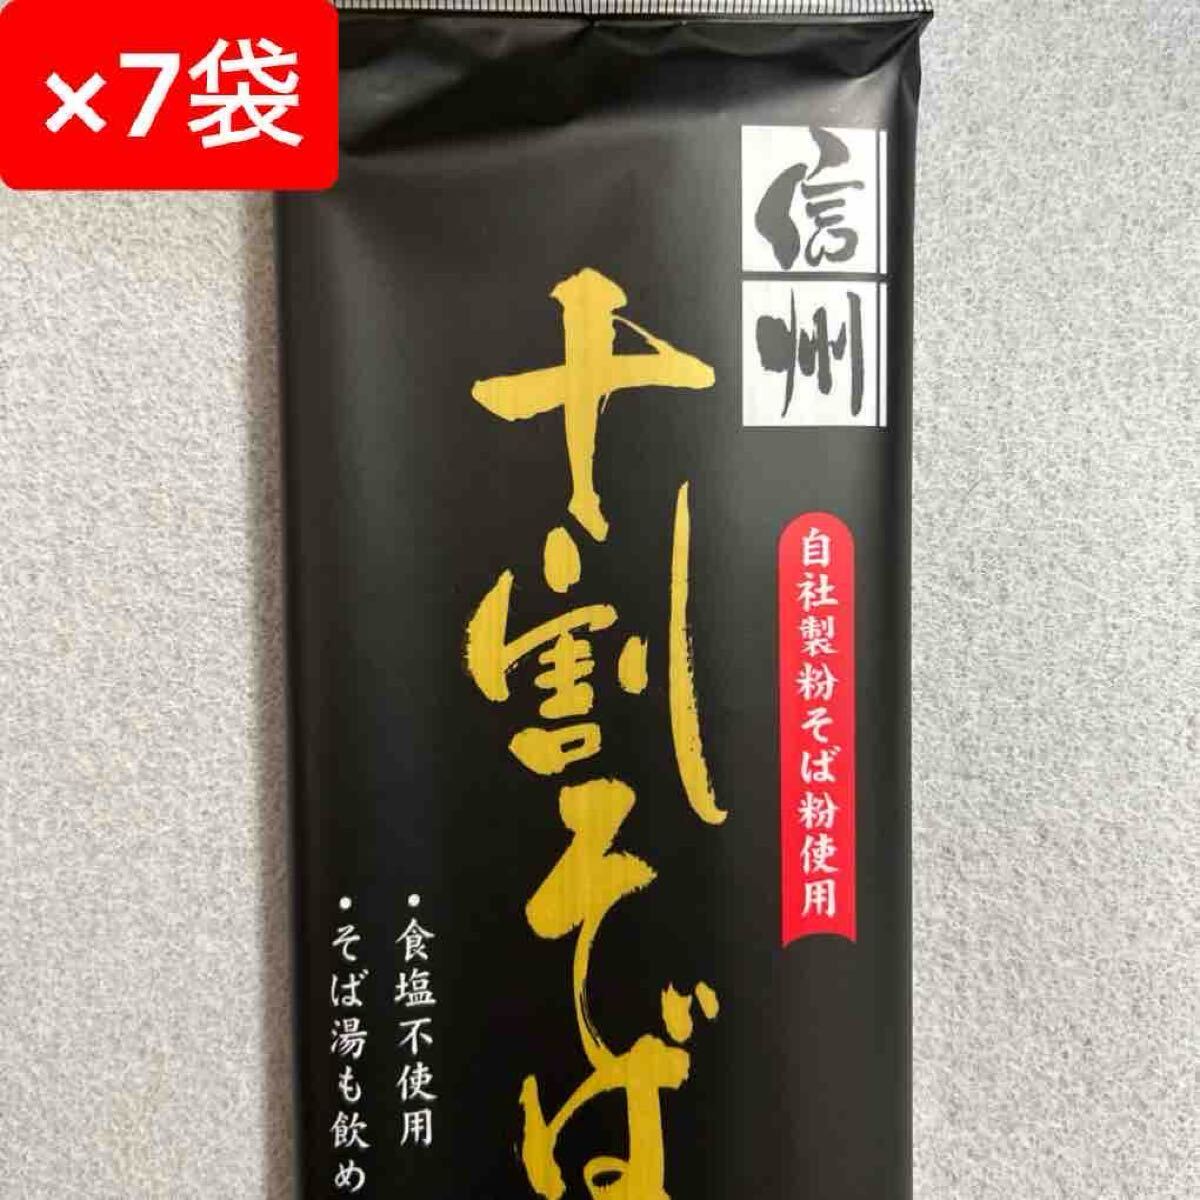 ×7袋
信州
十割そば
自社製粉そば粉使用
・食塩不使用
・そば湯も飲め